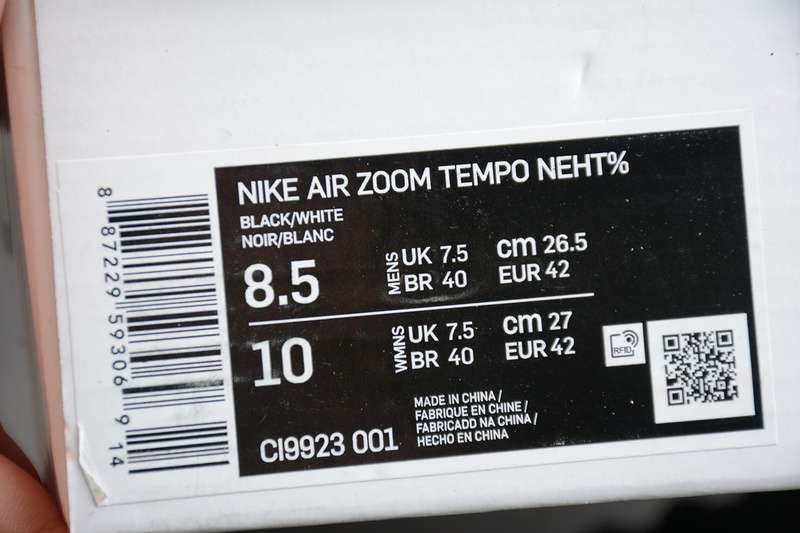 NIKE AIR ZOOM TEMPO NEHT%
BLACK/WHITE
NOIR/BLANC
8.5
MENS
UK 7.5
BR 40
cm 26.5
EUR 42
10
WMNS
UK 7.5
BR 40
cm 27
EUR 42
RFID
CI9923 001
MADE IN CHINA /
FABRIQUE EN CHINE /
FABRICADO NA CHINA /
HECHO EN CHINA
8 87229 59306 9 14